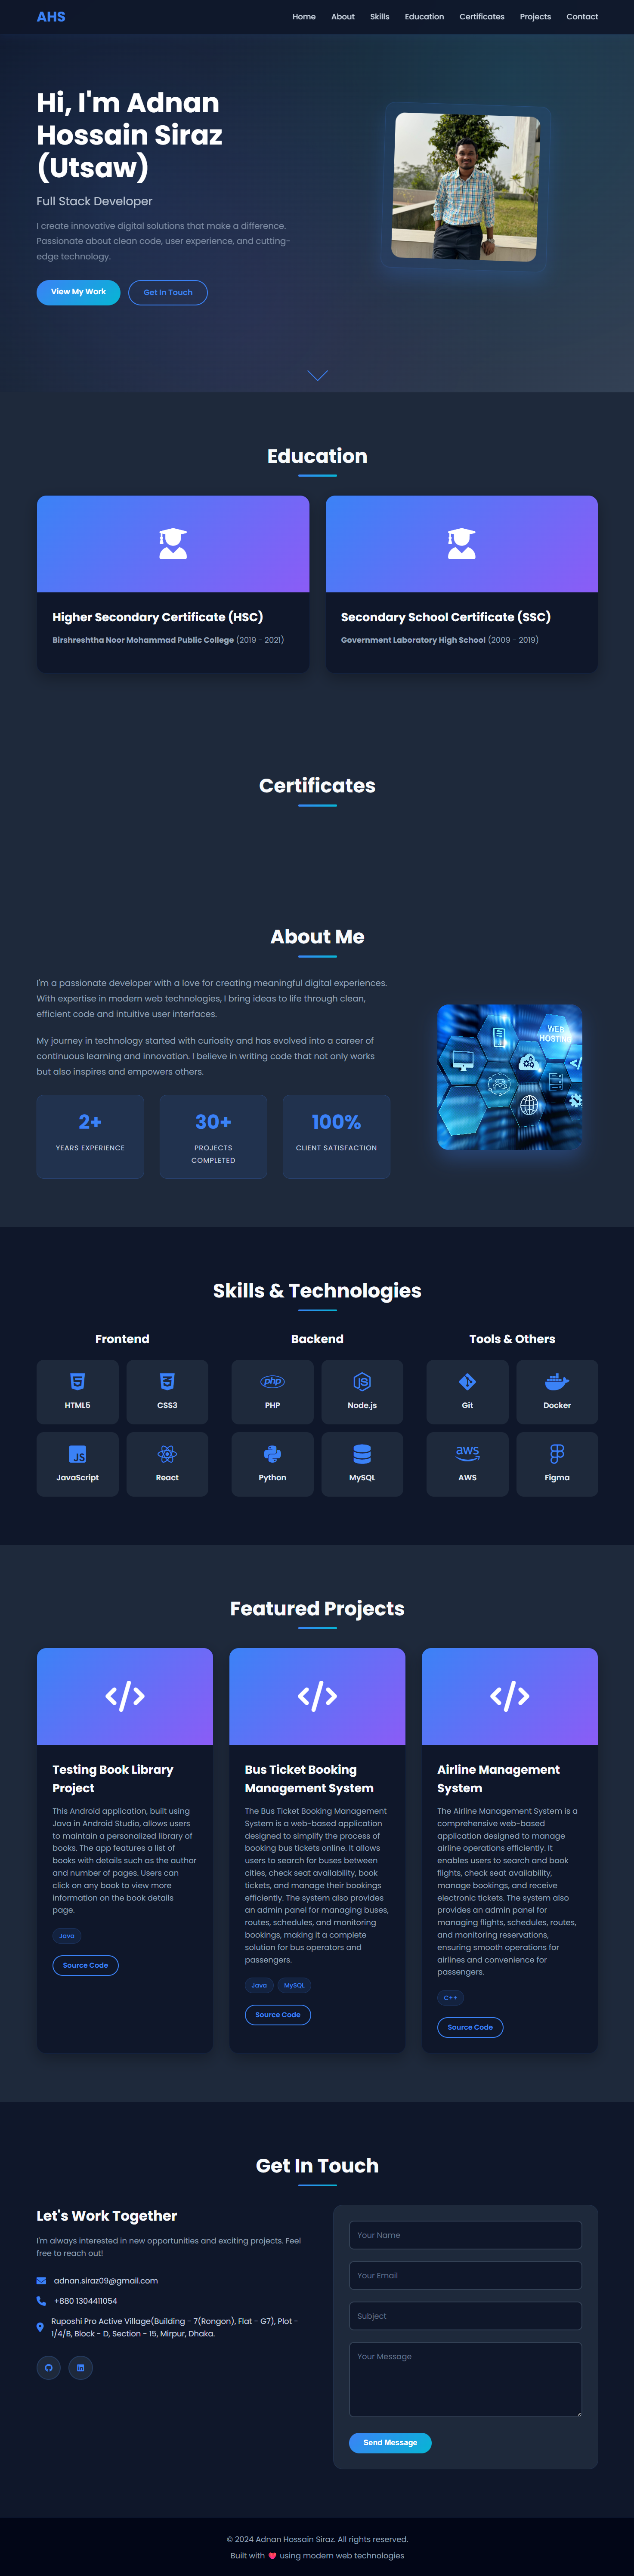 AHS
Home About Skills Education Certificates Projects Contact
Hi, I'm Adnan
Hossain Siraz
(Utsaw)
Full Stack Developer
I create innovative digital solutions that make a difference.
Passionate about clean code, user experience, and cutting-
edge technology.
View My Work Get In Touch
Education
Higher Secondary Certificate (HSC)
Birshreshtha Noor Mohammad Public College (2019 - 2021)
Secondary School Certificate (SSC)
Government Laboratory High School (2009 - 2019)
Certificates
About Me
I'm a passionate developer with a love for creating meaningful digital experiences.
With expertise in modern web technologies, I bring ideas to life through clean,
efficient code and intuitive user interfaces.
My journey in technology started with curiosity and has evolved into a career of
continuous learning and innovation. I believe in writing code that not only works
but also inspires and empowers others.
2+
YEARS EXPERIENCE
30+
PROJECTS
COMPLETED
100%
CLIENT SATISFACTION
WEB
HOSTING
</
Skills & Technologies
Frontend
HTML5 CSS3
JS
JavaScript React
Backend
php
PHP Node.js
Python MySQL
Tools & Others
Git Docker
aws
AWS Figma
Featured Projects
Testing Book Library
Project
This Android application, built using
Java in Android Studio, allows users
to maintain a personalized library of
books. The app features a list of
books with details such as the author
and number of pages. Users can
click on any book to view more
information on the book details
page.
Java
Source Code
Bus Ticket Booking
Management System
The Bus Ticket Booking Management
System is a web-based application
designed to simplify the process of
booking bus tickets online. It allows
users to search for buses between
cities, check seat availability, book
tickets, and manage their bookings
efficiently. The system also provides
an admin panel for managing buses,
routes, schedules, and monitoring
bookings, making it a complete
solution for bus operators and
passengers.
Java MySQL
Source Code
Airline Management
System
The Airline Management System is a
comprehensive web-based
application designed to manage
airline operations efficiently. It
enables users to search and book
flights, check seat availability,
manage bookings, and receive
electronic tickets. The system also
provides an admin panel for
managing flights, schedules, routes,
and monitoring reservations,
ensuring smooth operations for
airlines and convenience for
passengers.
C++
Source Code
Get In Touch
Let's Work Together
I'm always interested in new opportunities and exciting projects. Feel
free to reach out!
adnan.siraz09@gmail.com
+880 1304411054
Ruposhi Pro Active Village(Building - 7(Rongon), Flat - G7), Plot -
1/4/B, Block - D, Section - 15, Mirpur, Dhaka.
Your Name
Your Email
Subject
Your Message
Send Message
© 2024 Adnan Hossain Siraz. All rights reserved.
Built with ❤️ using modern web technologies